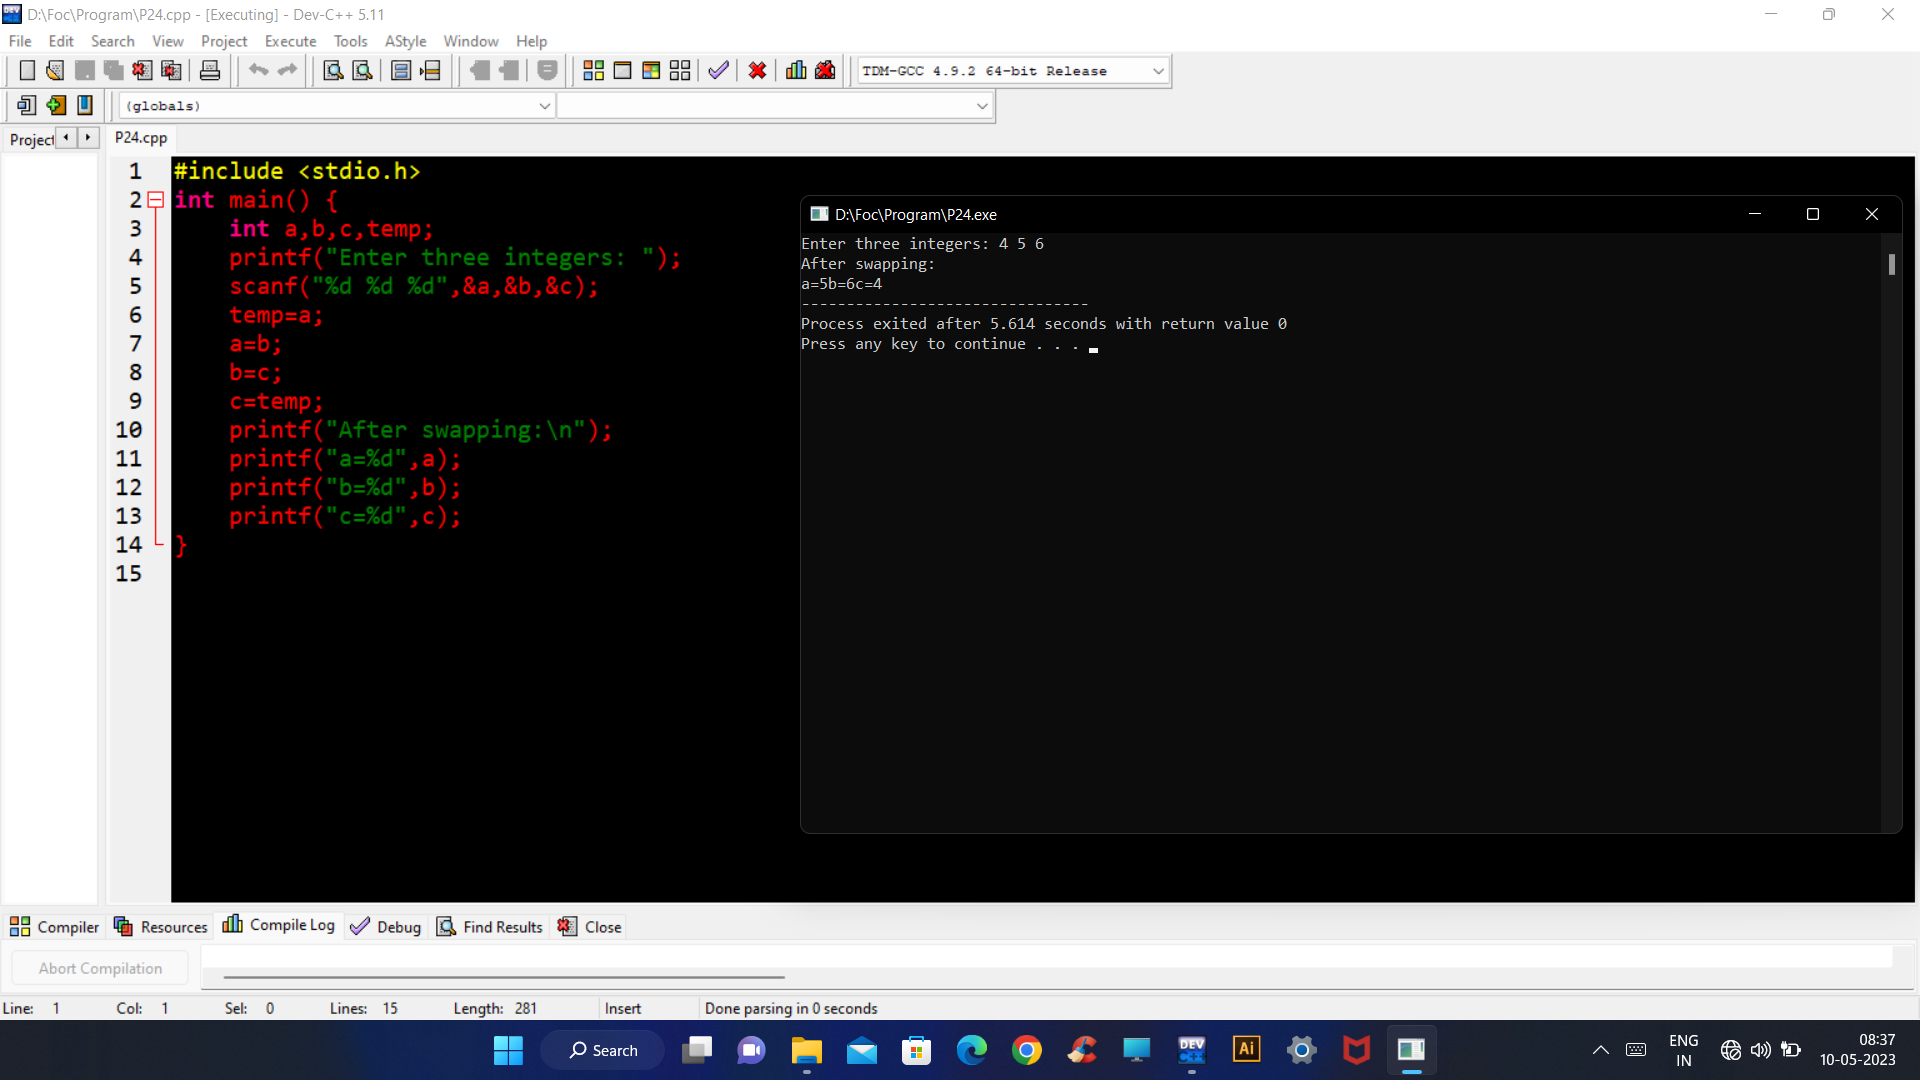 D:\Foc\Program\P24.cpp - [Executing] - Dev-C++ 5.11
File Edit Search View Project Execute Tools AStyle Window Help
TDM-GCC 4.9.2 64-bit Release
(globals)
Project
P24.cpp
1 #include <stdio.h>
2 int main() {
3 int a,b,c,temp;
4 printf("Enter three integers: ");
5 scanf("%d %d %d",&a,&b,&c);
6 temp=a;
7 a=b;
8 b=c;
9 c=temp;
10 printf("After swapping:\n");
11 printf("a=%d",a);
12 printf("b=%d",b);
13 printf("c=%d",c);
14 }
15
D:\Foc\Program\P24.exe
Enter three integers: 4 5 6
After swapping:
a=5b=6c=4
--------------------------------
Process exited after 5.614 seconds with return value 0
Press any key to continue . . .
Compiler Resources Compile Log Debug Find Results Close
Abort Compilation
Line: 1 Col: 1 Sel: 0 Lines: 15 Length: 281 Insert Done parsing in 0 seconds
Search
DEV C++
Ai
ENG
IN
08:37
10-05-2023